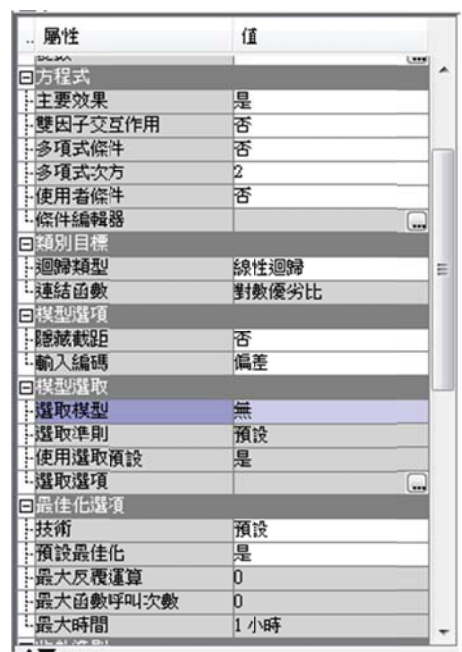 .. 屬性 值
方程式
主要效果 是
雙因子交互作用 否
多項式條件 否
多項式次方 2
使用者條件 否
條件編輯器 ...
類別目標
迴歸類型 線性迴歸
連結函數 對數優劣比
模型選項
隱藏截距 否
輸入編碼 偏差
模型選取
選取模型 無
選取準則 預設
使用選取預設 是
選取選項 ...
最佳化選項
技術 預設
預設最佳化 是
最大反覆運算 0
最大函數呼叫次數 0
最大時間 1 小時